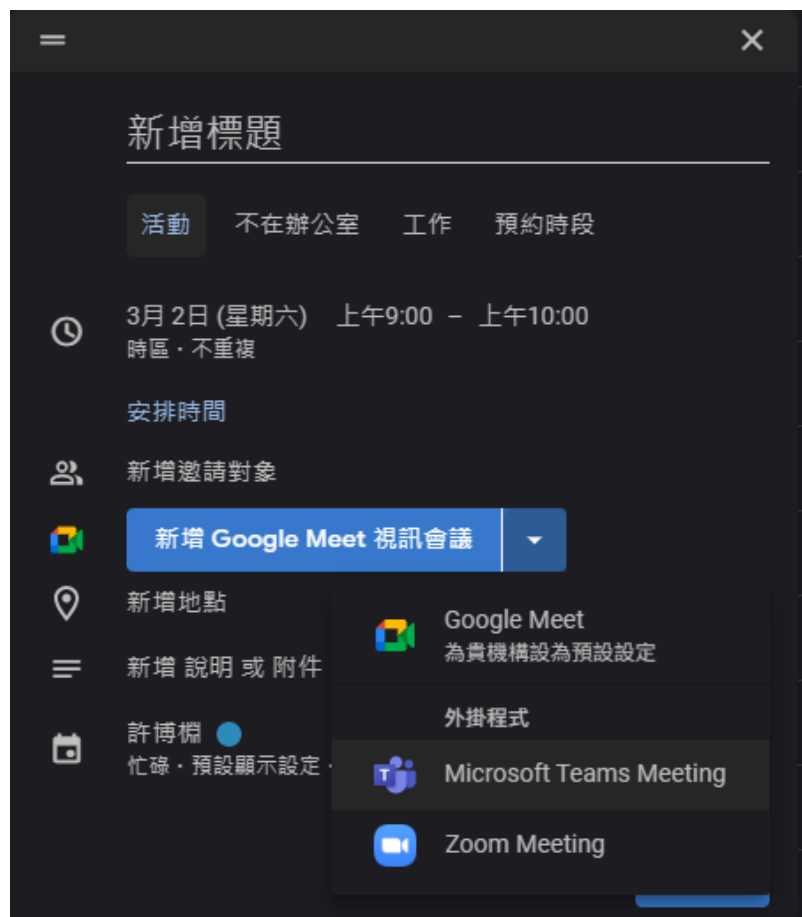 新增標題
活動 不在辦公室 工作 預約時段
3月 2日 (星期六) 上午9:00 – 上午10:00
時區・不重複
安排時間
新增邀請對象
新增 Google Meet 視訊會議
新增地點
新增 說明 或 附件
許博棩
忙碌・預設顯示設定・
Google Meet
為貴機構設為預設設定
外掛程式
Microsoft Teams Meeting
Zoom Meeting